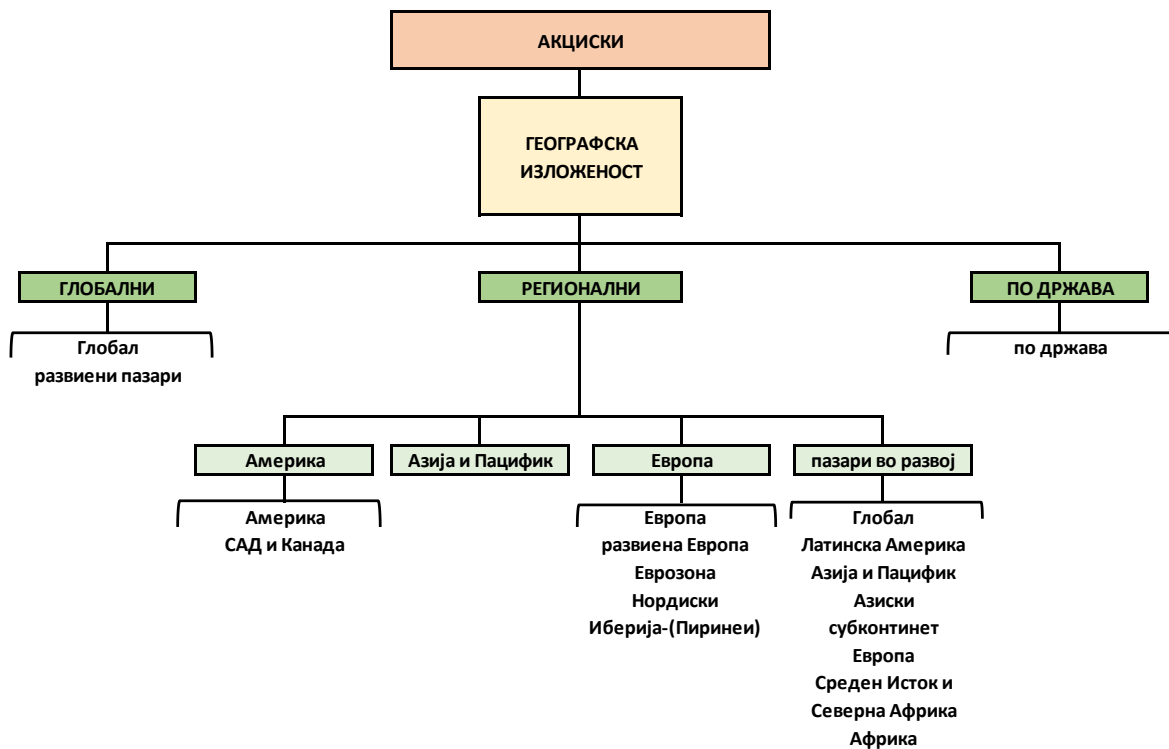 АКЦИСКИ
ГЕОГРАФСКА
ИЗЛОЖЕНОСТ
ГЛОБАЛНИ
Глобал
развиени пазари
РЕГИОНАЛНИ
ПО ДРЖАВА
по држава
Америка
Америка
САД и Канада
Азија и Пацифик
Европа
Европа
развиена Европа
Еврозона
Нордиски
Иберија-(Пиринеи)
пазари во развој
Глобал
Латинска Америка
Азија и Пацифик
Азиски
субконтинет
Европа
Среден Исток и
Северна Африка
Африка